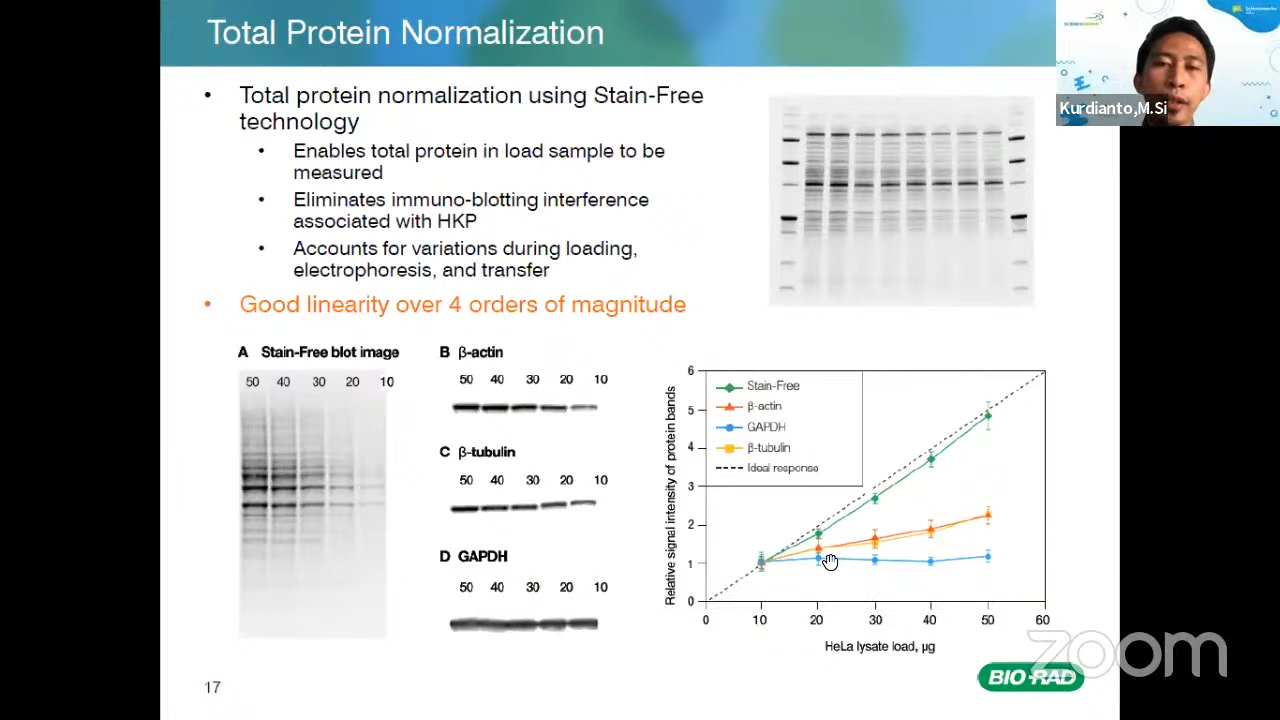 Total Protein Normalization
• Total protein normalization using Stain-Free
technology
• Enables total protein in load sample to be
measured
• Eliminates immuno-blotting interference
associated with HKP
• Accounts for variations during loading,
electrophoresis, and transfer
• Good linearity over 4 orders of magnitude
Kurdianto,M.Si
A Stain-Free blot image
50 40 30 20 10
B β-actin
50 40 30 20 10
C β-tubulin
50 40 30 20 10
D GAPDH
50 40 30 20 10
Relative signal intensity of protein bands
6
5
4
3
2
1
0
Stain-Free
β-actin
GAPDH
β-tubulin
Ideal response
0 10 20 30 40 50 60
HeLa lysate load, µg
zoom
BIO-RAD
17